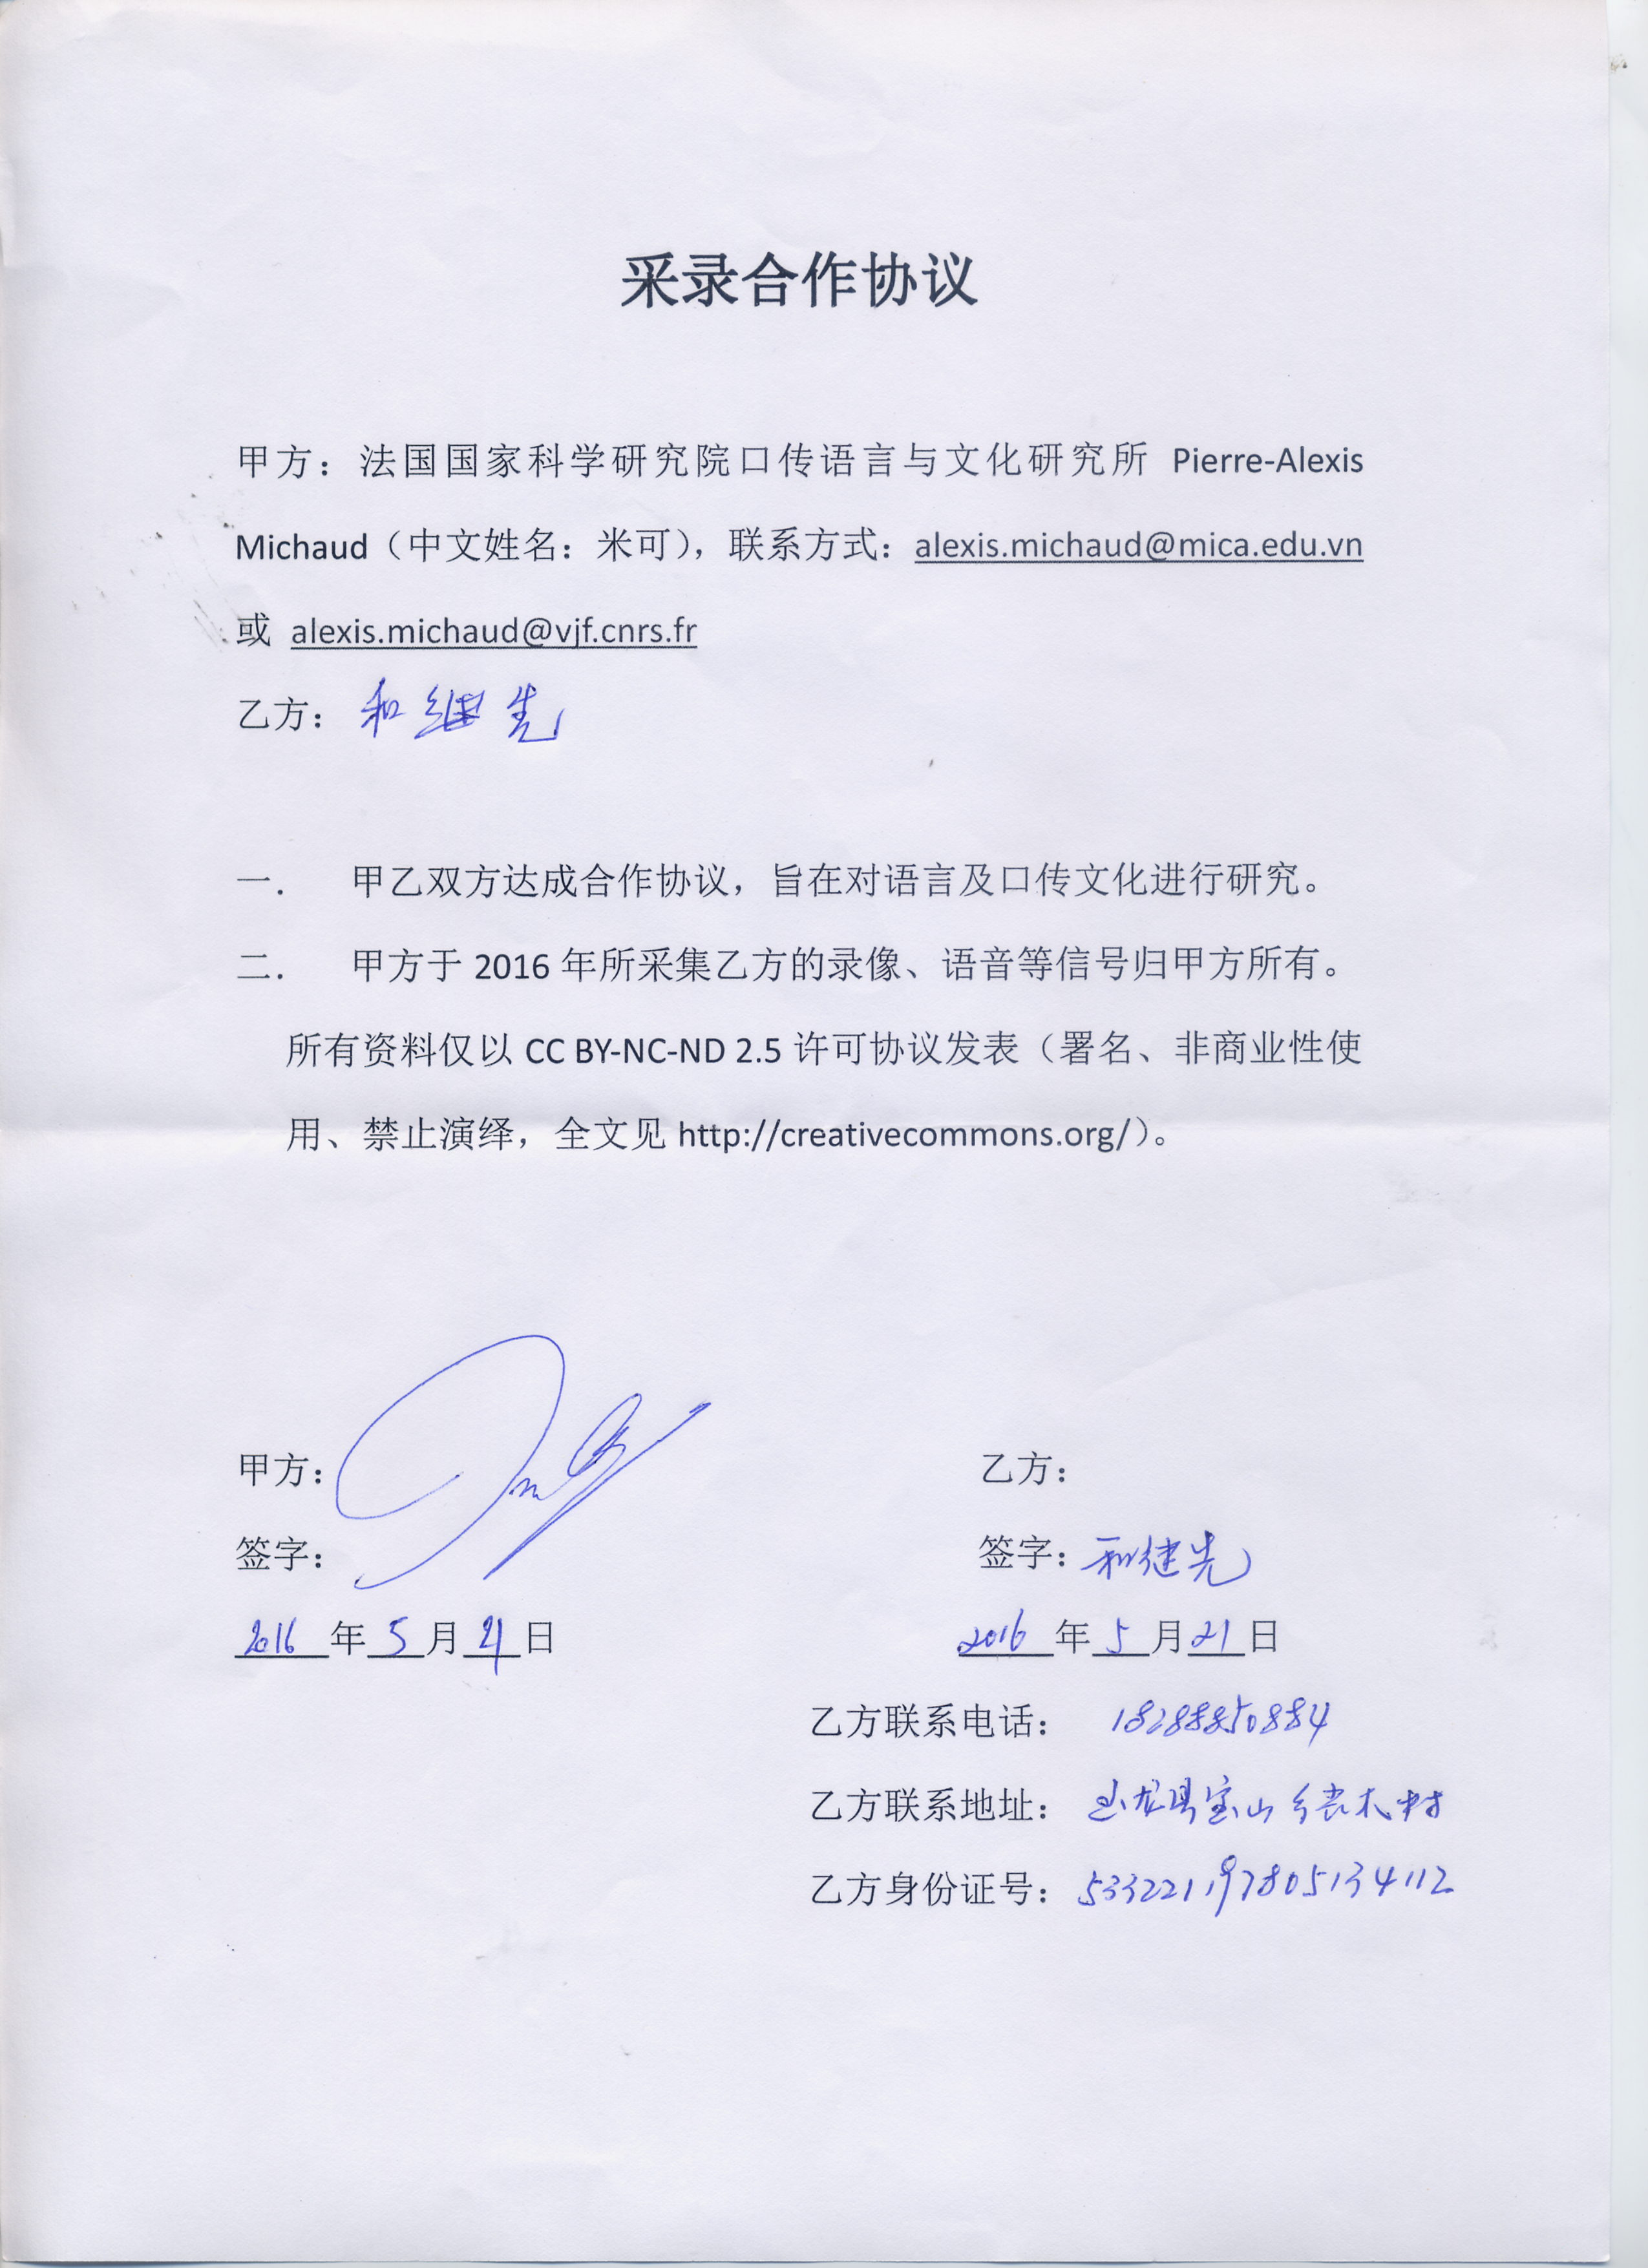 采录合作协议
甲方：法国国家科学研究院口传语言与文化研究所 Pierre-Alexis
Michaud（中文姓名：米可），联系方式：alexis.michaud@mica.edu.vn
或 alexis.michaud@vjf.cnrs.fr
乙方：和继先
一． 甲乙双方达成合作协议，旨在对语言及口传文化进行研究。
二． 甲方于 2016 年所采集乙方的录像、语音等信号归甲方所有。
所有资料仅以 CC BY-NC-ND 2.5 许可协议发表（署名、非商业性使
用、禁止演绎，全文见 http://creativecommons.org/）。
甲方： 乙方：
签字： 签字：和继先
2016 年 5 月 21 日 2016 年 5 月 21 日
乙方联系电话： 18288850884
乙方联系地址： 玉龙县宝山乡 木村
乙方身份证号：533221197805134112